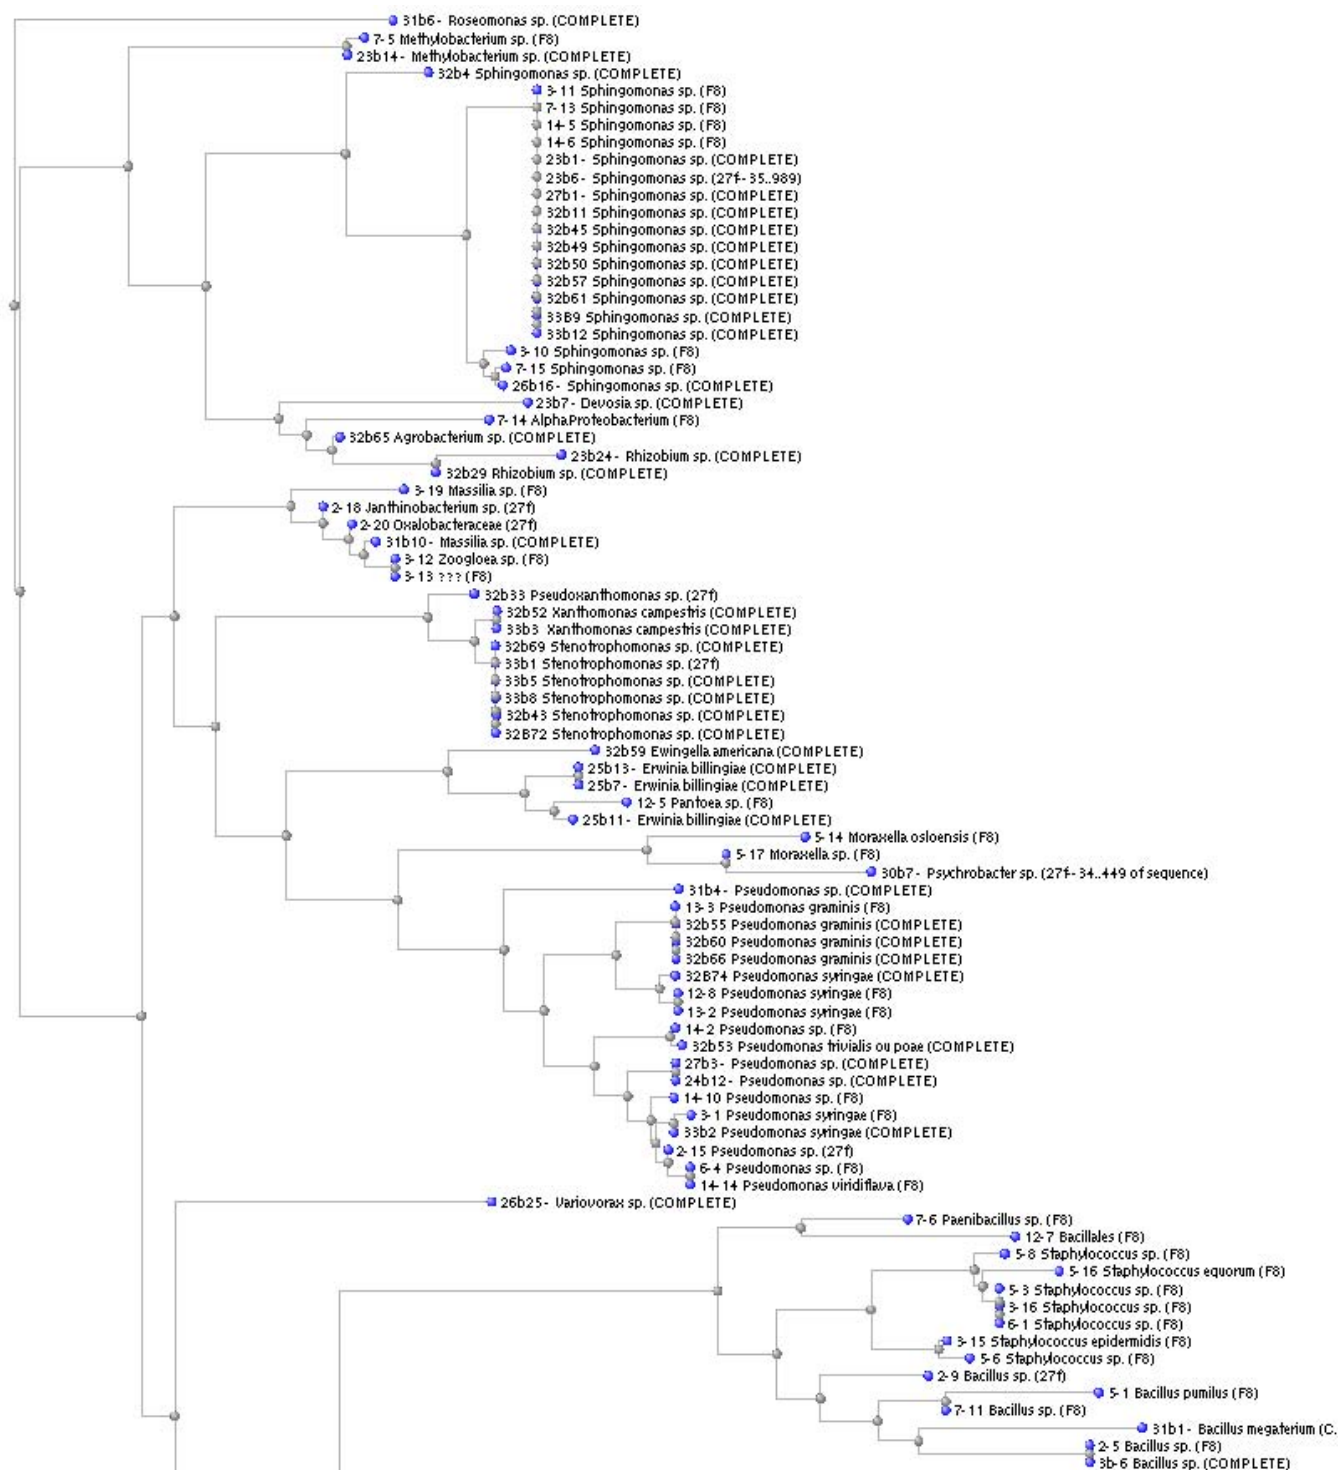 31b6- Roseomonas sp. (COMPLETE)
7-5 Methylobacterium sp. (F8)
23b14- Methylobacterium sp. (COMPLETE)
32b4 Sphingomonas sp. (COMPLETE)
3-11 Sphingomonas sp. (F8)
7-13 Sphingomonas sp. (F8)
14-5 Sphingomonas sp. (F8)
14-6 Sphingomonas sp. (F8)
23b1- Sphingomonas sp. (COMPLETE)
23b6- Sphingomonas sp. (27f--35..989)
27b1- Sphingomonas sp. (COMPLETE)
32b11 Sphingomonas sp. (COMPLETE)
32b45 Sphingomonas sp. (COMPLETE)
32b49 Sphingomonas sp. (COMPLETE)
32b50 Sphingomonas sp. (COMPLETE)
32b57 Sphingomonas sp. (COMPLETE)
32b61 Sphingomonas sp. (COMPLETE)
33B9 Sphingomonas sp. (COMPLETE)
33b12 Sphingomonas sp. (COMPLETE)
3-10 Sphingomonas sp. (F8)
7-15 Sphingomonas sp. (F8)
26b16- Sphingomonas sp. (COMPLETE)
23b7- Devosia sp. (COMPLETE)
7-14 AlphaProteobacterium (F8)
32b65 Agrobacterium sp. (COMPLETE)
23b24- Rhizobium sp. (COMPLETE)
32b29 Rhizobium sp. (COMPLETE)
3-19 Massilia sp. (F8)
2-18 Janthinobacterium sp. (27f)
2-20 Oxalobacteraceae (27f)
31b10- Massilia sp. (COMPLETE)
3-12 Zoogloea sp. (F8)
3-13 ??? (F8)
32b33 Pseudoxanthomonas sp. (27f)
32b52 Xanthomonas campestris (COMPLETE)
33b3 Xanthomonas campestris (COMPLETE)
32b69 Stenotrophomonas sp. (COMPLETE)
33b1 Stenotrophomonas sp. (27f)
33b5 Stenotrophomonas sp. (COMPLETE)
33b8 Stenotrophomonas sp. (COMPLETE)
32b43 Stenotrophomonas sp. (COMPLETE)
32B72 Stenotrophomonas sp. (COMPLETE)
32b59 Ewingella americana (COMPLETE)
25b13- Erwinia billingiae (COMPLETE)
25b7- Erwinia billingiae (COMPLETE)
12-5 Pantoea sp. (F8)
25b11- Erwinia billingiae (COMPLETE)
5-14 Moraxella osloensis (F8)
5-17 Moraxella sp. (F8)
30b7- Psychrobacter sp. (27f--34..449 of sequence)
31b4- Pseudomonas sp. (COMPLETE)
13-3 Pseudomonas graminis (F8)
32b55 Pseudomonas graminis (COMPLETE)
32b60 Pseudomonas graminis (COMPLETE)
32b66 Pseudomonas graminis (COMPLETE)
32B74 Pseudomonas syringae (COMPLETE)
12-8 Pseudomonas syringae (F8)
13-2 Pseudomonas syringae (F8)
14-2 Pseudomonas sp. (F8)
32b53 Pseudomonas trivialis ou poae (COMPLETE)
27b3- Pseudomonas sp. (COMPLETE)
24b12- Pseudomonas sp. (COMPLETE)
14-10 Pseudomonas sp. (F8)
3-1 Pseudomonas syringae (F8)
33b2 Pseudomonas syringae (COMPLETE)
2-15 Pseudomonas sp. (27f)
6-4 Pseudomonas sp. (F8)
14-14 Pseudomonas viridiflava (F8)
26b25- Variovorax sp. (COMPLETE)
7-6 Paenibacillus sp. (F8)
12-7 Bacillales (F8)
5-8 Staphylococcus sp. (F8)
5-16 Staphylococcus equorum (F8)
5-3 Staphylococcus sp. (F8)
3-16 Staphylococcus sp. (F8)
6-1 Staphylococcus sp. (F8)
3-15 Staphylococcus epidermidis (F8)
5-6 Staphylococcus sp. (F8)
2-9 Bacillus sp. (27f)
5-1 Bacillus pumilus (F8)
7-11 Bacillus sp. (F8)
31b1- Bacillus megaterium (C.
2-5 Bacillus sp. (F8)
3b-6 Bacillus sp. (COMPLETE)